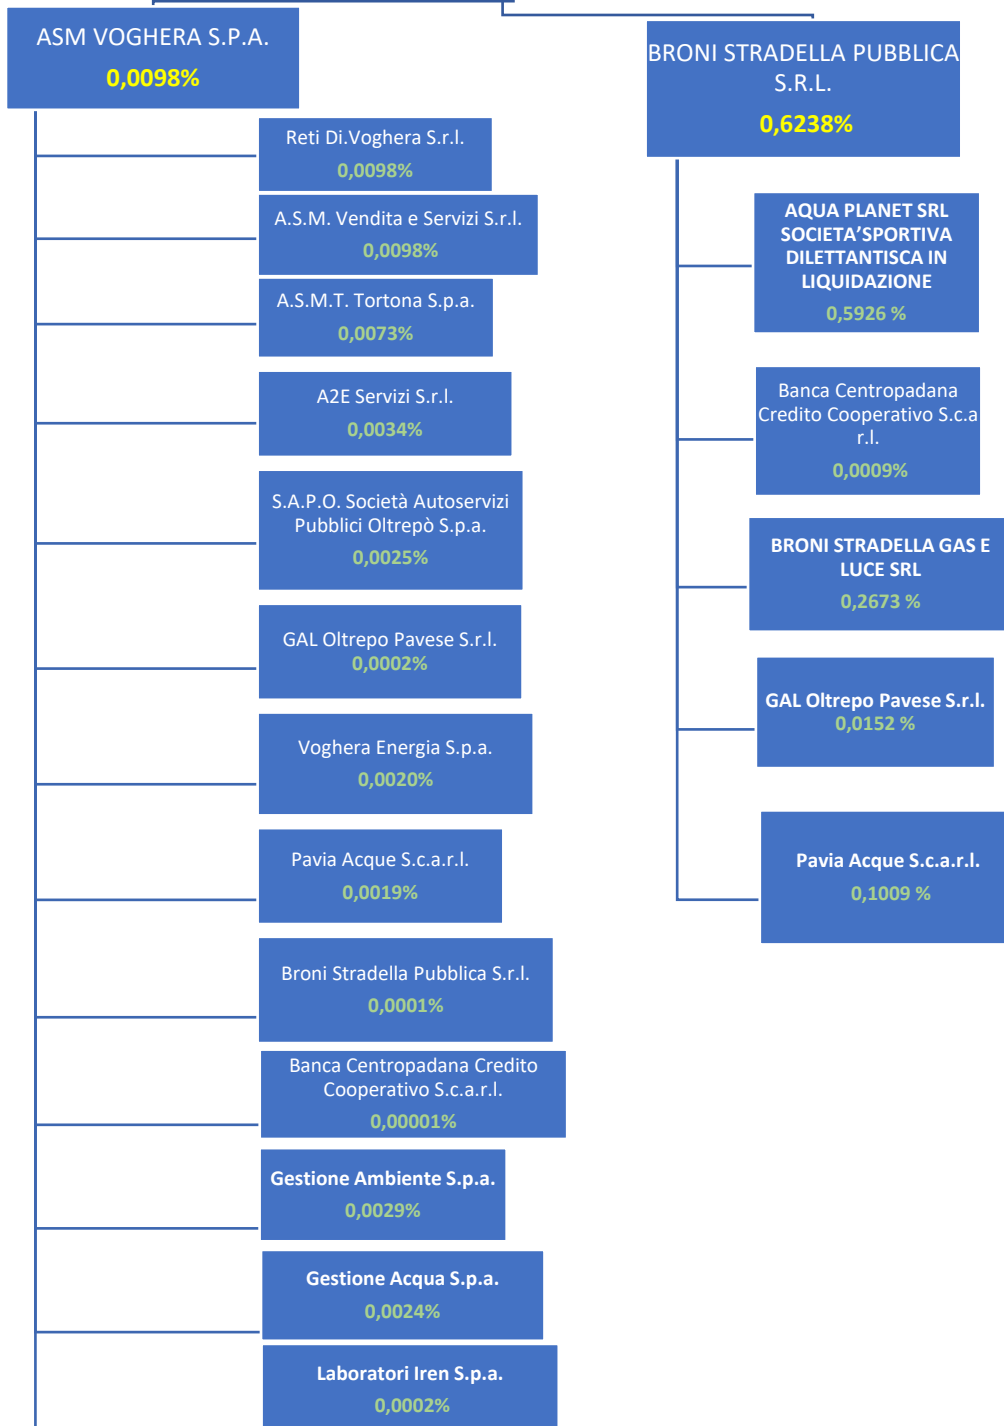 ASM VOGHERA S.P.A.
0,0098%
Reti Di.Voghera S.r.l.
0,0098%
A.S.M. Vendita e Servizi S.r.l.
0,0098%
A.S.M.T. Tortona S.p.a.
0,0073%
A2E Servizi S.r.l.
0,0034%
S.A.P.O. Società Autoservizi
Pubblici Oltrepò S.p.a.
0,0025%
GAL Oltrepo Pavese S.r.l.
0,0002%
Voghera Energia S.p.a.
0,0020%
Pavia Acque S.c.a.r.l.
0,0019%
Broni Stradella Pubblica S.r.l.
0,0001%
Banca Centropadana Credito
Cooperativo S.c.a.r.l.
0,00001%
Gestione Ambiente S.p.a.
0,0029%
Gestione Acqua S.p.a.
0,0024%
Laboratori Iren S.p.a.
0,0002%
BRONI STRADELLA PUBBLICA
S.R.L.
0,6238%
AQUA PLANET SRL
SOCIETA’SPORTIVA
DILETTANTISCA IN
LIQUIDAZIONE
0,5926 %
Banca Centropadana
Credito Cooperativo S.c.a
r.l.
0,0009%
BRONI STRADELLA GAS E
LUCE SRL
0,2673 %
GAL Oltrepo Pavese S.r.l.
0,0152 %
Pavia Acque S.c.a.r.l.
0,1009 %